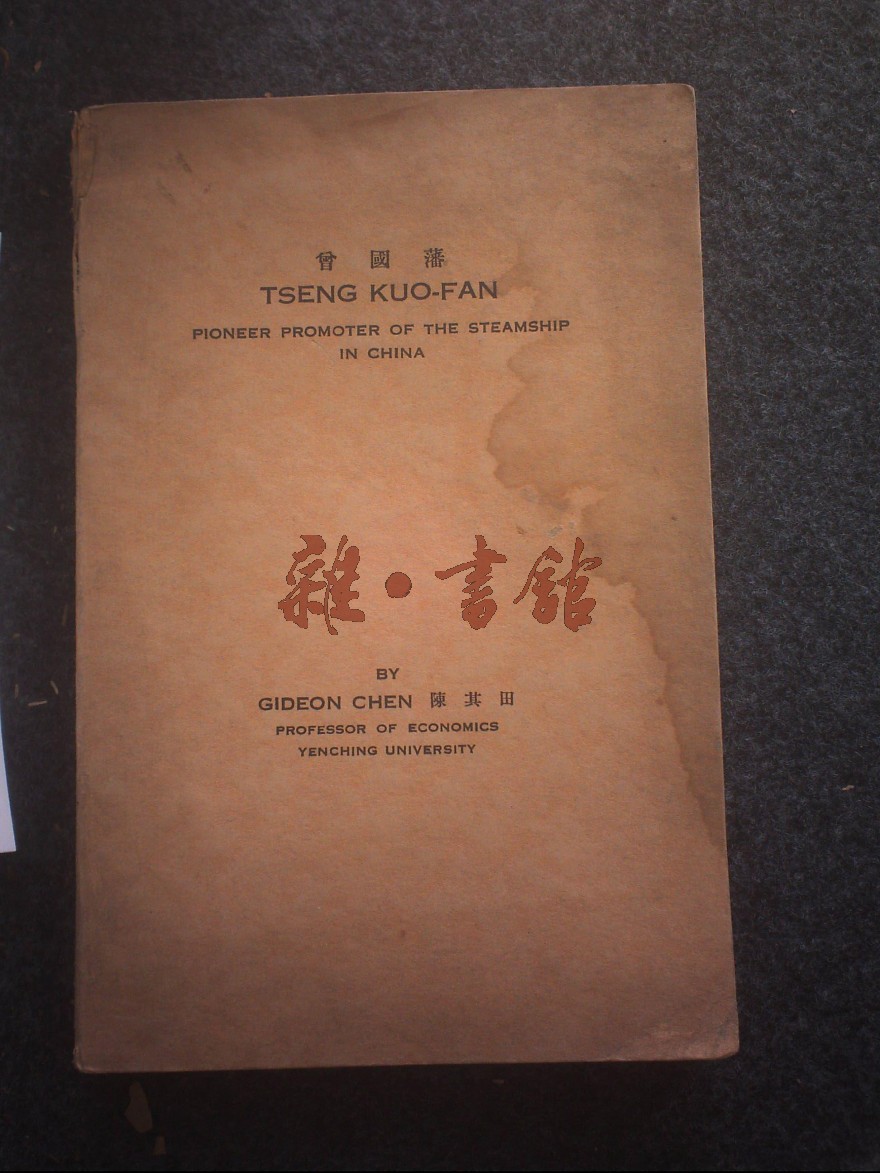 曾國藩
TSENG KUO-FAN
PIONEER PROMOTER OF THE STEAMSHIP
IN CHINA
雜·書館
BY
GIDEON CHEN 陳其田
PROFESSOR OF ECONOMICS
YENCHING UNIVERSITY